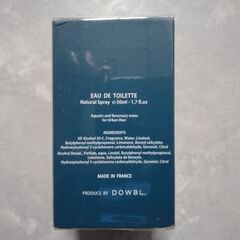 EAU DE TOILETTE
Natural Spray ℮50ml - 1,7 fl.oz
Aquatic and Rosemary notes
for Urban Man
INGREDIENTS
SD Alcohol 39-C, Fragrance, Water, Linalool,
Butylphenyl methylpropional, Limonene, Benzyl salicylate,
Hydroxyisohexyl 3-cyclohexene carboxaldehyde, Geraniol, Citral
Alcohol Denat., Parfum, aqua, Linalol, Butylphenyl methylpropional,
Limonene, Salicylate de Benzyle,
Hydroxyisohexyl 3-cyclohexene carboxaldehyde, Geraniol, Citral
MADE IN FRANCE
PRODUCE BY DOWBL.